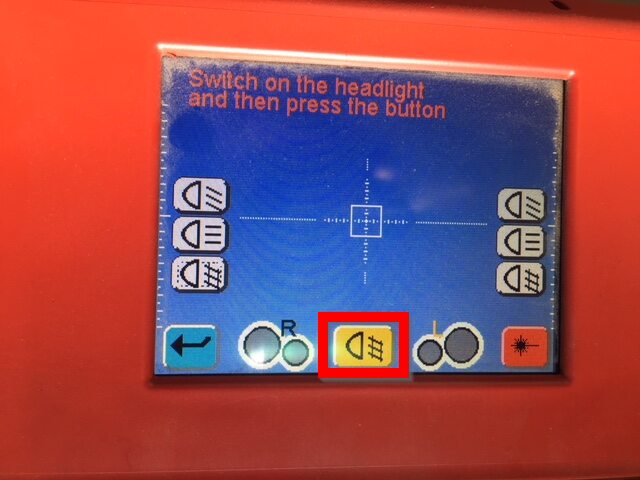 Switch on the headlight
and then press the button
R
L